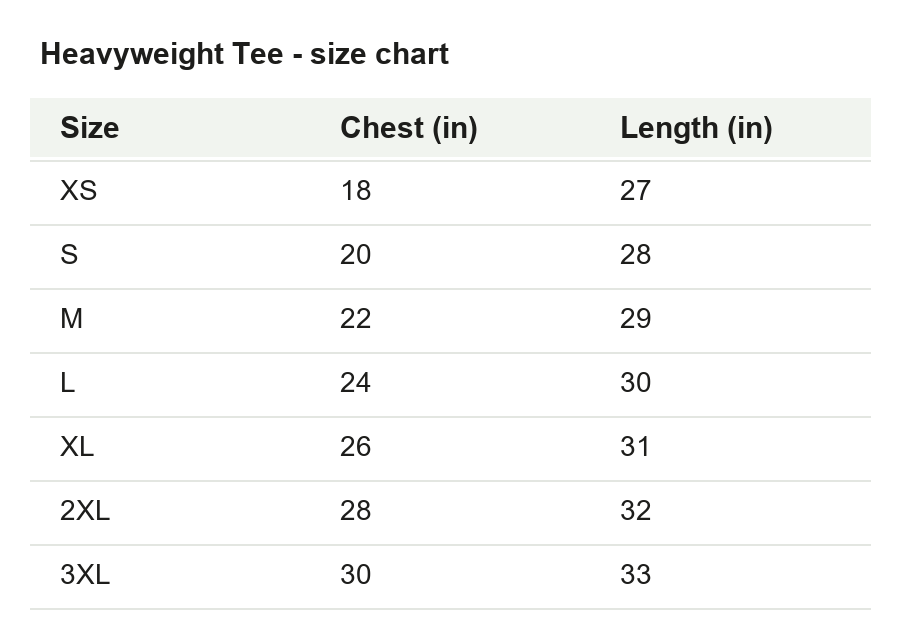 Heavyweight Tee - size chart
Size Chest (in) Length (in)
XS 18 27
S 20 28
M 22 29
L 24 30
XL 26 31
2XL 28 32
3XL 30 33